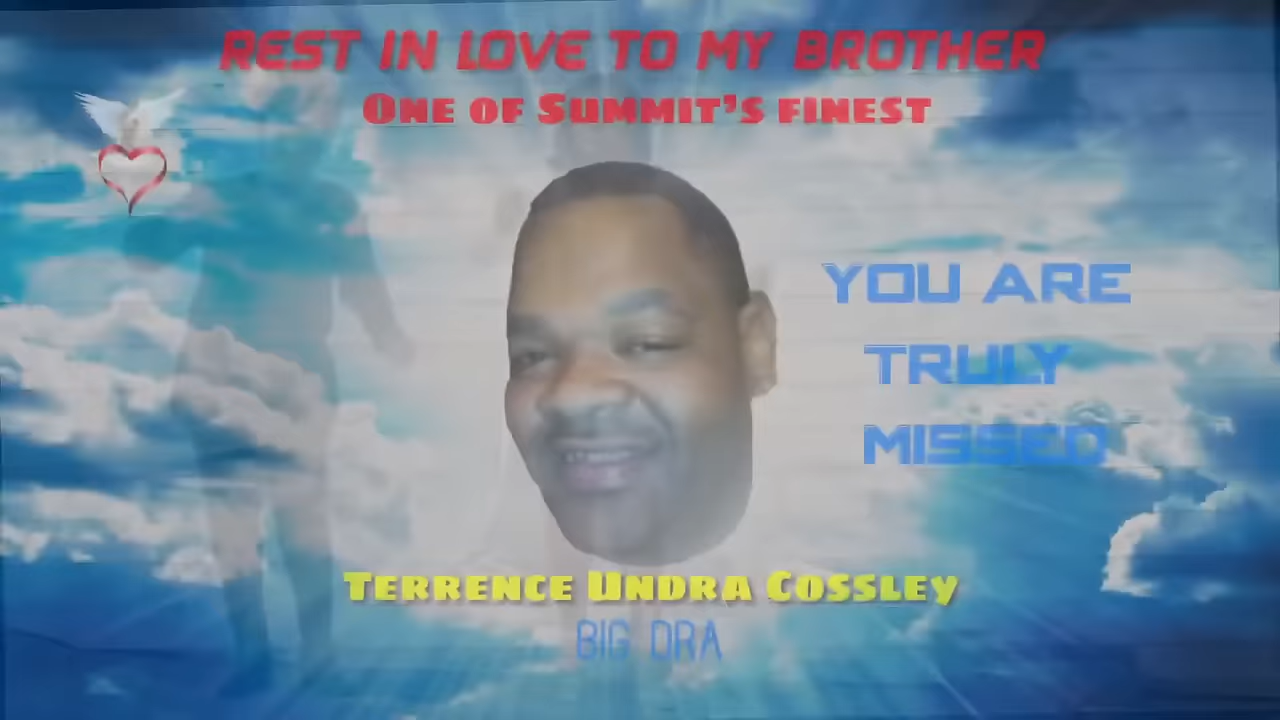 REST IN LOVE TO MY BROTHER
ONE OF SUMMIT'S FINEST
YOU ARE
TRULY
MISSED
TERRENCE UNDRA COSSLEY
BIG DRA